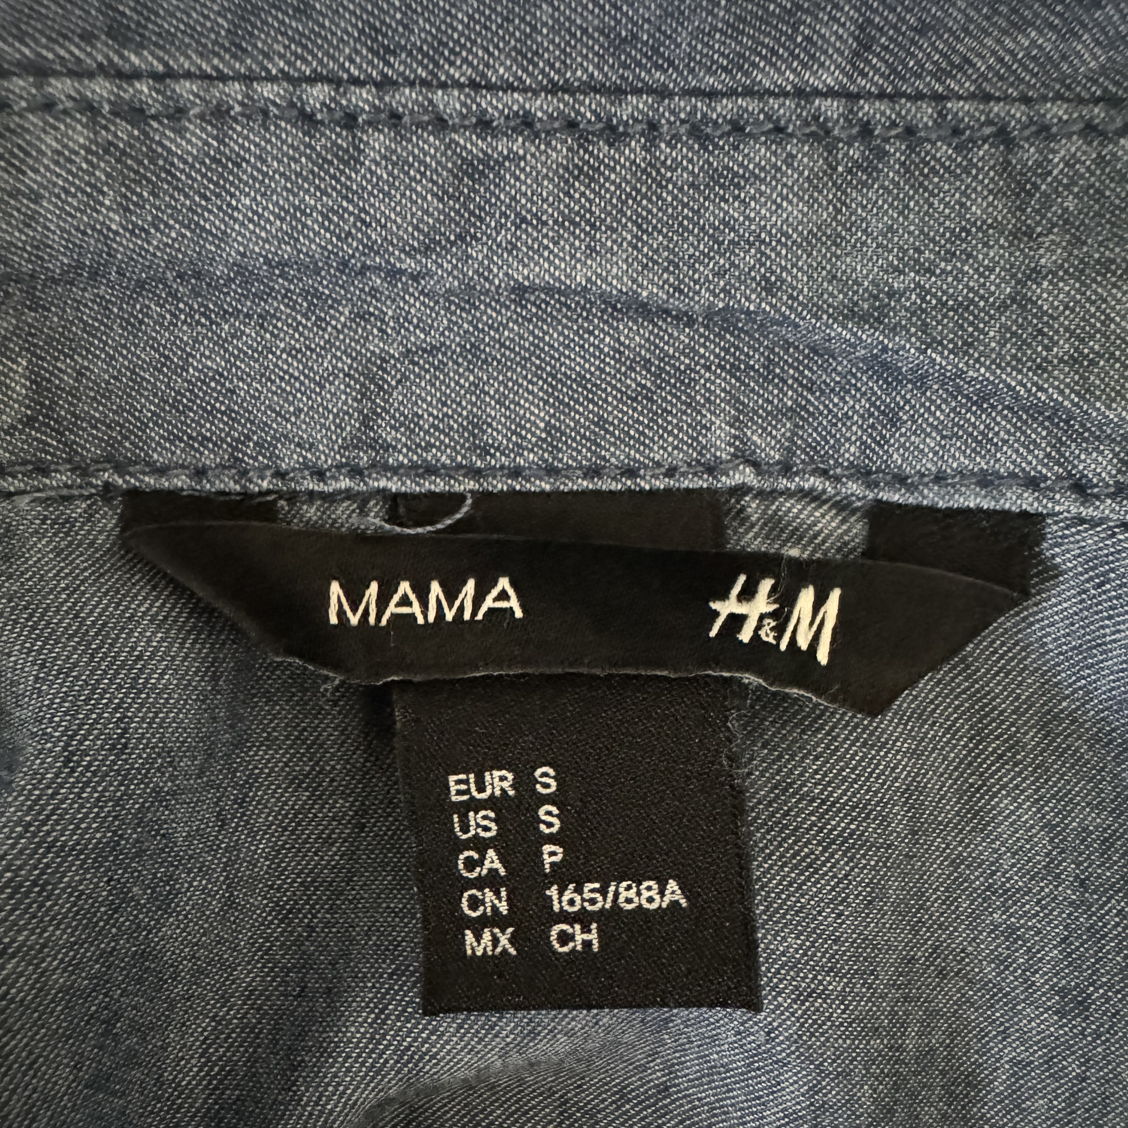 MAMA H&M
EUR S
US S
CA P
CN 165/88A
MX CH